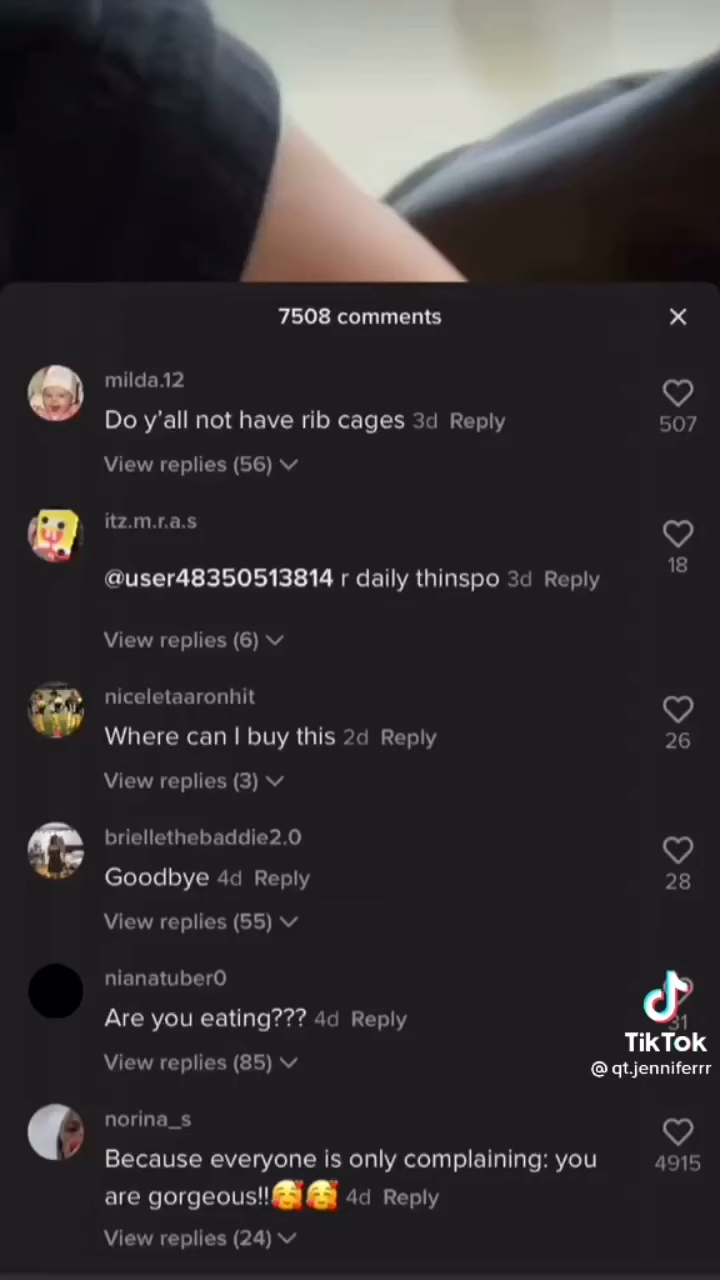 7508 comments
milda.12
Do y'all not have rib cages 3d Reply
507
View replies (56)
itz.m.r.a.s
@user48350513814 r daily thinspo 3d Reply
18
View replies (6)
niceletaaronhit
Where can I buy this 2d Reply
26
View replies (3)
briellethebaddie2.0
Goodbye 4d Reply
28
View replies (55)
nianatuber0
Are you eating??? 4d Reply
31
View replies (85)
TikTok
@qt.jenniferrr
norina_s
Because everyone is only complaining: you
are gorgeous!!🥰🥰 4d Reply
4915
View replies (24)